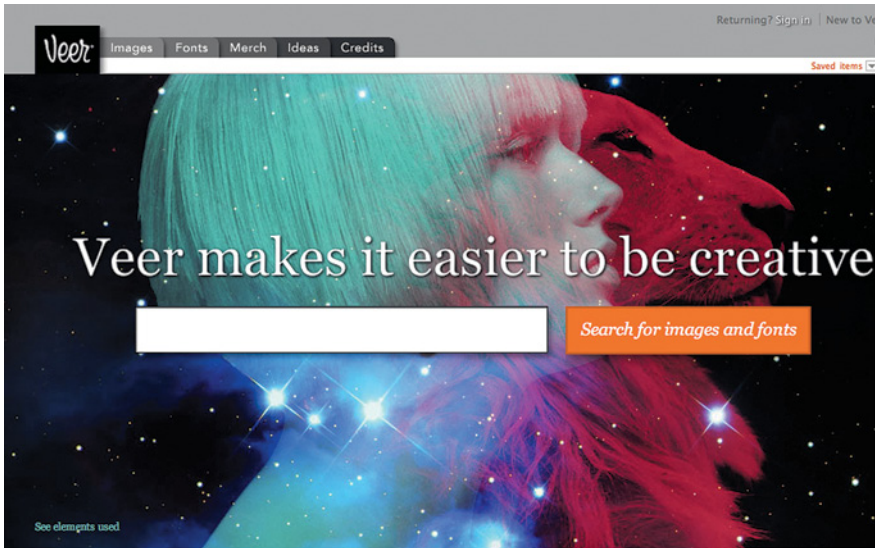 Returning? Sign in New to Ve
Veer
Images Fonts Merch Ideas Credits
Saved items
Veer makes it easier to be creative
Search for images and fonts
See elements used